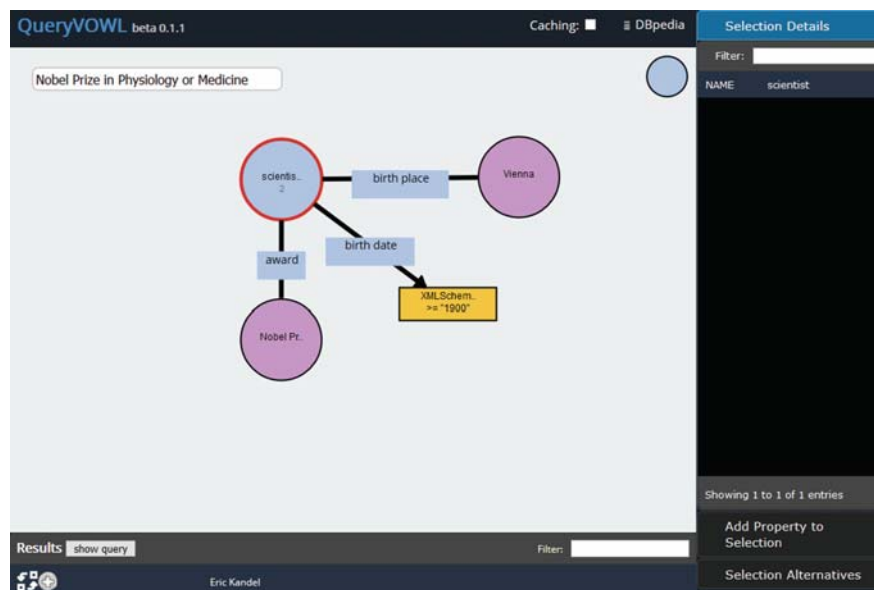 QueryVOWL beta 0.1.1
Caching:
DBpedia
Nobel Prize in Physiology or Medicine
scientis..
2
birth place
Vienna
birth date
award
XMLSchem..
>= "1900"
Nobel Pr..
Results show query
Filter:
Eric Kandel
Selection Details
Filter:
NAME scientist
Showing 1 to 1 of 1 entries
Add Property to
Selection
Selection Alternatives